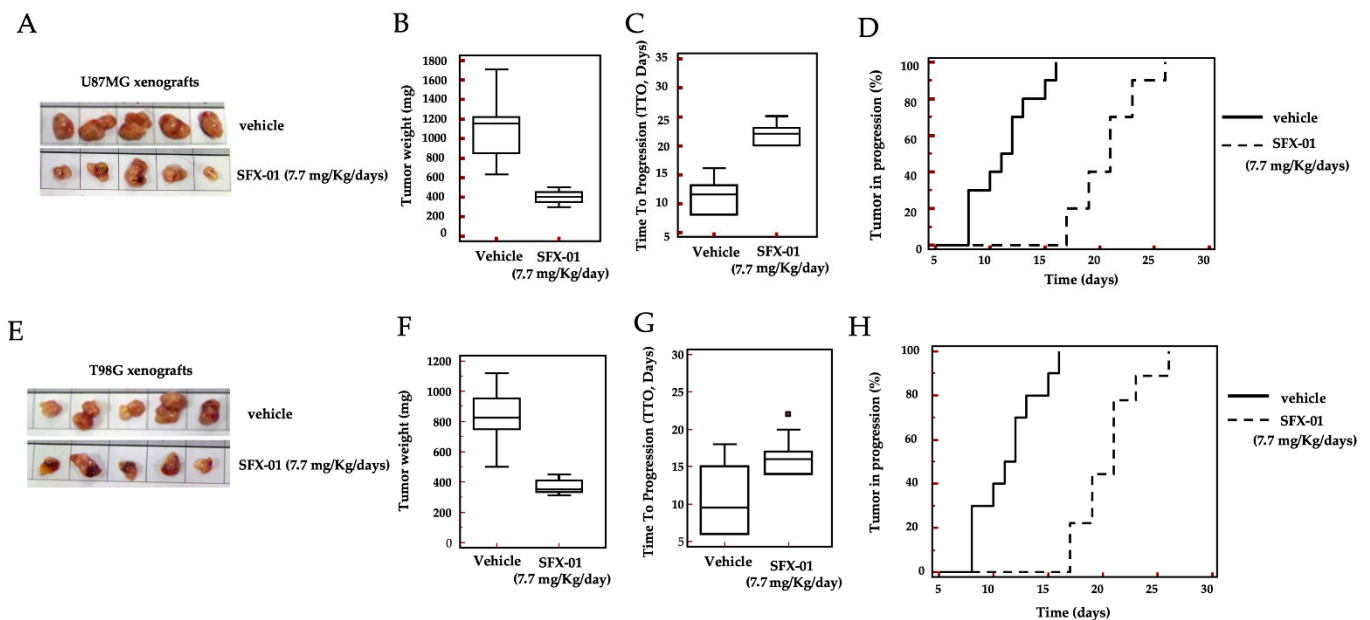 A
U87MG xenografts
vehicle
SFX-01 (7.7 mg/Kg/days)
B
Tumor weight (mg)
1800
1600
1400
1200
1000
800
600
400
200
0
Vehicle
SFX-01
(7.7 mg/Kg/day)
C
Time To Progression (TTO, Days)
35
30
25
20
15
10
5
Vehicle
SFX-01
(7.7 mg/Kg/day)
D
Tumor in progression (%)
100
80
60
40
20
0
5 10 15 20 25 30
Time (days)
vehicle
SFX-01
(7.7 mg/Kg/days)
E
T98G xenografts
vehicle
SFX-01 (7.7 mg/Kg/days)
F
Tumor weight (mg)
1200
1000
800
600
400
200
0
Vehicle
SFX-01
(7.7 mg/Kg/day)
G
Time To Progression (TTO, Days)
30
25
20
15
10
5
Vehicle
SFX-01
(7.7 mg/Kg/day)
H
Tumor in progression (%)
100
80
60
40
20
0
5 10 15 20 25 30
Time (days)
vehicle
SFX-01
(7.7 mg/Kg/days)